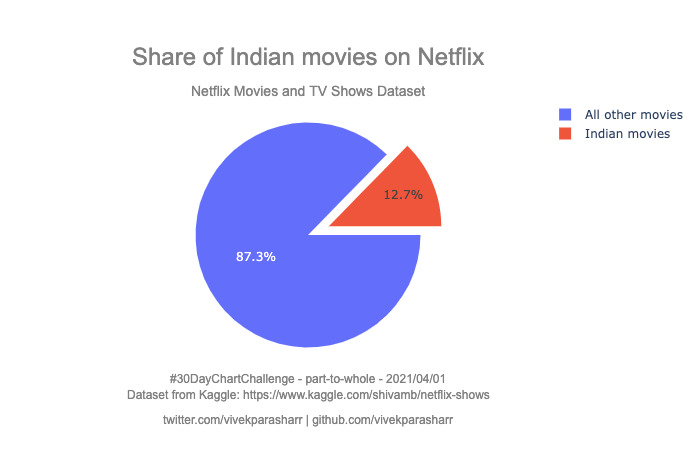 Share of Indian movies on Netflix
Netflix Movies and TV Shows Dataset
All other movies
Indian movies
12.7%
87.3%
#30DayChartChallenge - part-to-whole - 2021/04/01
Dataset from Kaggle: https://www.kaggle.com/shivamb/netflix-shows
twitter.com/vivekparasharr | github.com/vivekparasharr